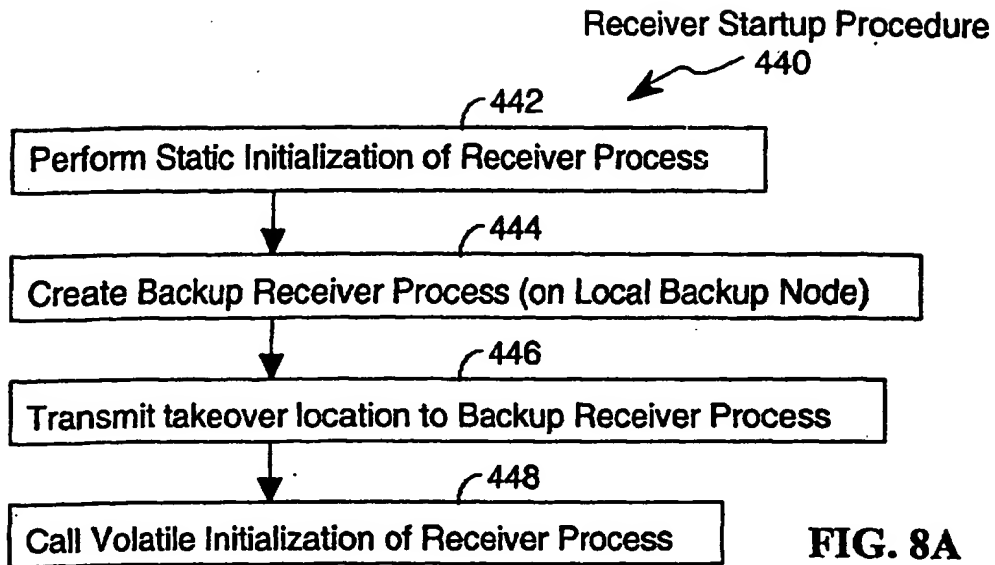 Receiver Startup Procedure
440
442
Perform Static Initialization of Receiver Process
444
Create Backup Receiver Process (on Local Backup Node)
446
Transmit takeover location to Backup Receiver Process
448
Call Volatile Initialization of Receiver Process
FIG. 8A